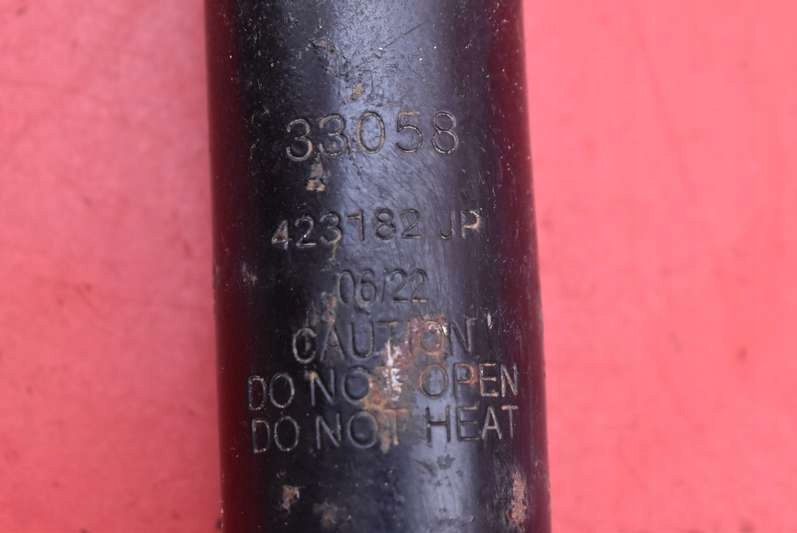 33058
423182 JP
06/22
CAUTION
DO NOT OPEN
DO NOT HEAT